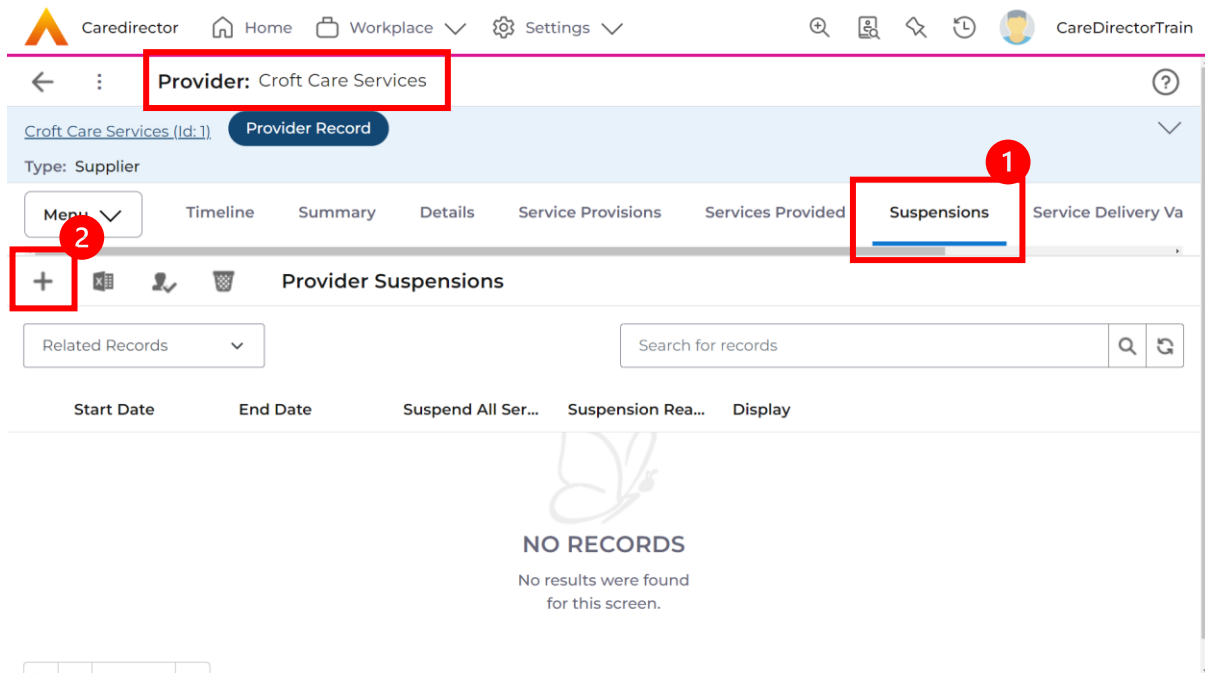 Caredirector Home Workplace Settings CareDirectorTrain
Provider: Croft Care Services
Croft Care Services (Id: 1) Provider Record
Type: Supplier
1
Menu Timeline Summary Details Service Provisions Services Provided Suspensions Service Delivery Va
2
Provider Suspensions
Related Records Search for records
Start Date End Date Suspend All Ser... Suspension Rea... Display
NO RECORDS
No results were found
for this screen.